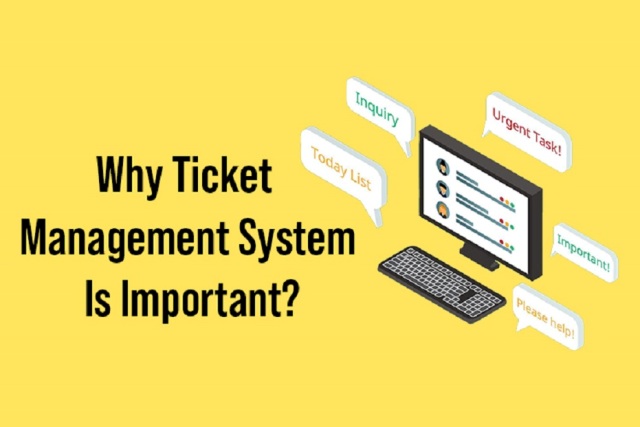 Why Ticket
Management System
Is Important?
Inquiry
Urgent Task!
Today List
Important!
Please help!